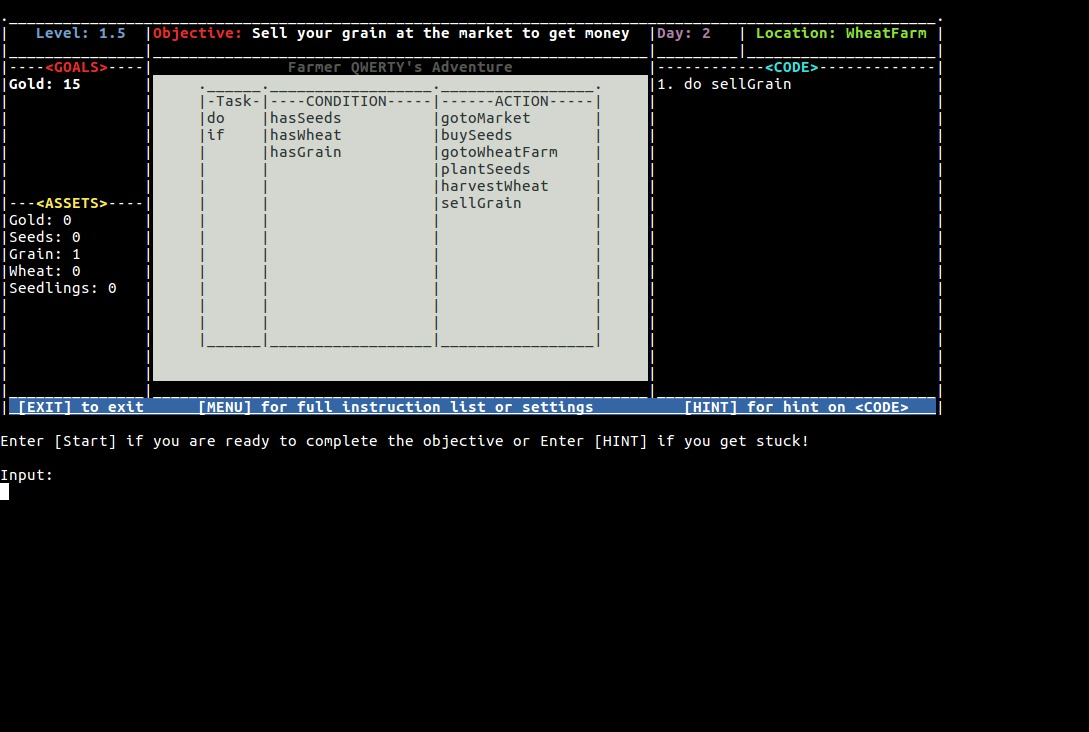 Level: 1.5 |Objective: Sell your grain at the market to get money |Day: 2 | Location: WheatFarm
----<GOALS>---- Farmer QWERTY's Adventure ------------<CODE>-------------
Gold: 15 1. do sellGrain
|-Task-|----CONDITION-----|------ACTION-----|
|do |hasSeeds |gotoMarket |
|if |hasWheat |buySeeds |
| |hasGrain |gotoWheatFarm |
| | |plantSeeds |
| | |harvestWheat |
---<ASSETS>---- | | |sellGrain |
Gold: 0
Seeds: 0
Grain: 1
Wheat: 0
Seedlings: 0
[EXIT] to exit [MENU] for full instruction list or settings [HINT] for hint on <CODE>
Enter [Start] if you are ready to complete the objective or Enter [HINT] if you get stuck!
Input: